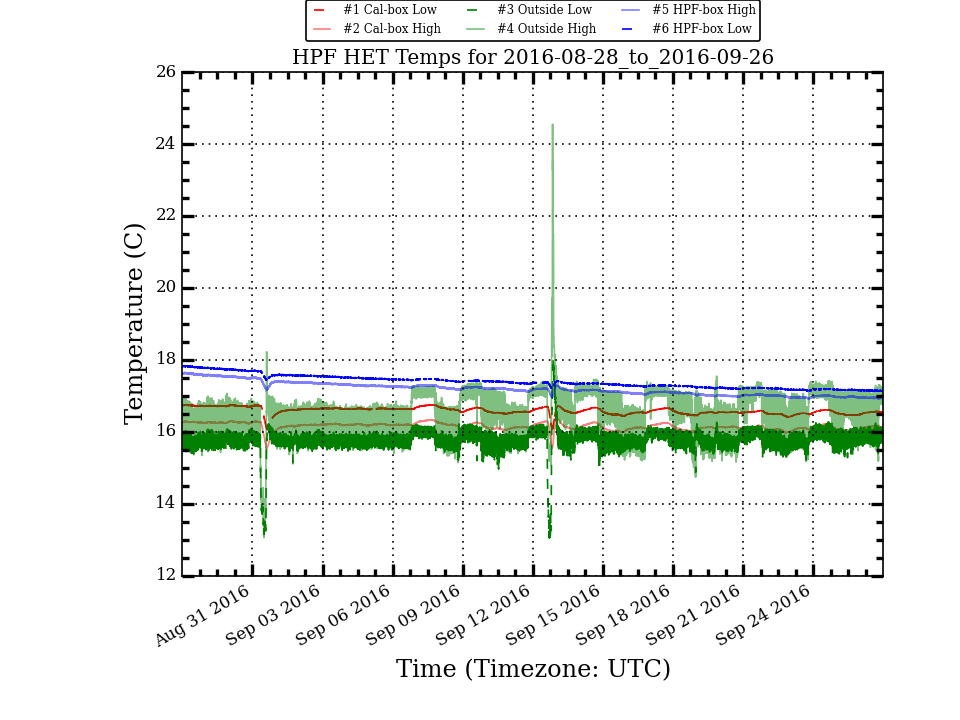 #1 Cal-box Low #3 Outside Low #5 HPF-box High
#2 Cal-box High #4 Outside High #6 HPF-box Low
HPF HET Temps for 2016-08-28_to_2016-09-26
26
24
22
20
18
16
14
12
Temperature (C)
Aug 31 2016 Sep 03 2016 Sep 06 2016 Sep 09 2016 Sep 12 2016 Sep 15 2016 Sep 18 2016 Sep 21 2016 Sep 24 2016
Time (Timezone: UTC)